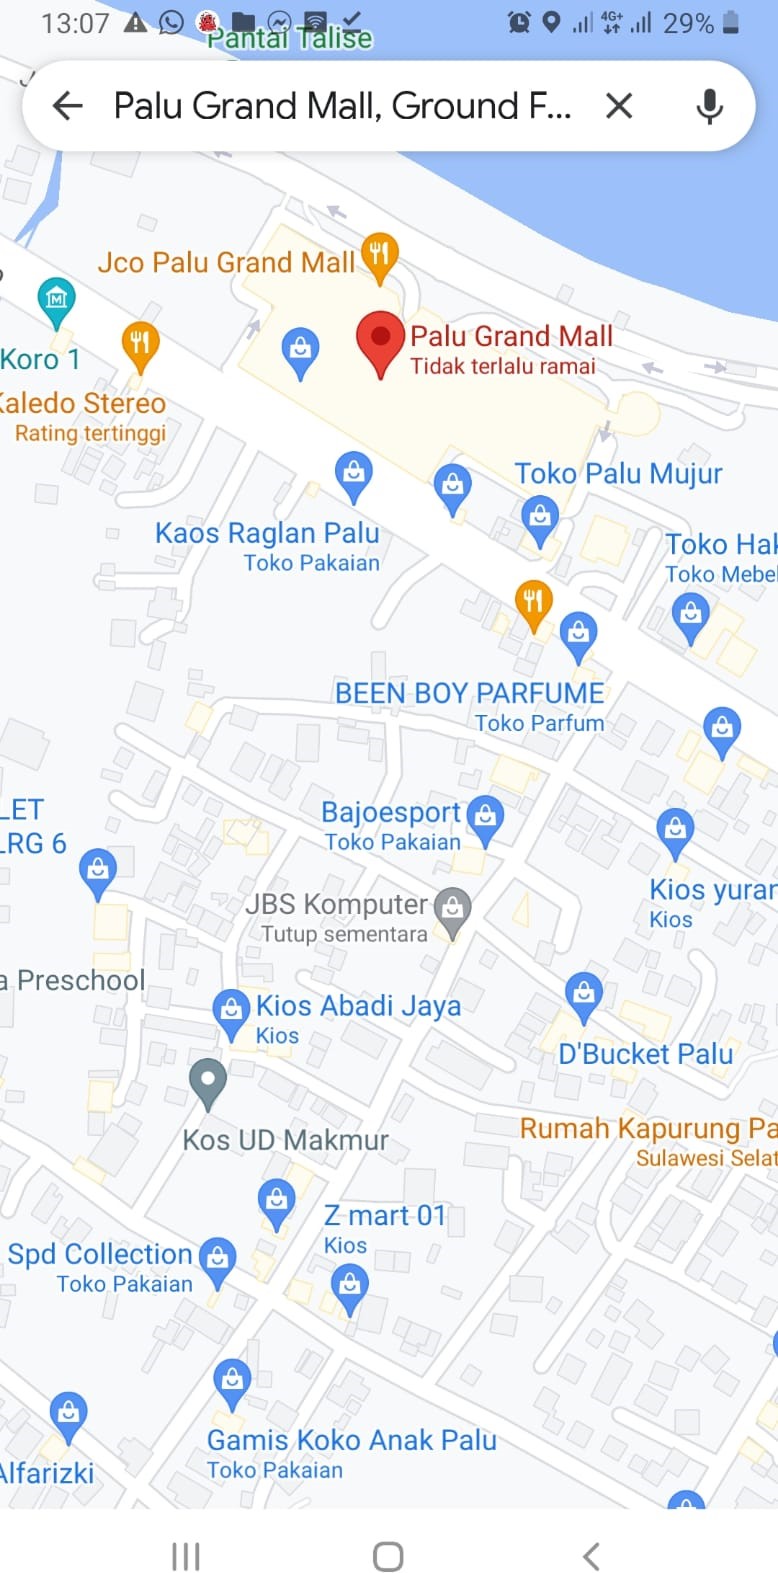 13:07
4G+
29%
Pantai Talise
Palu Grand Mall, Ground F...
Jco Palu Grand Mall
Palu Grand Mall
Tidak terlalu ramai
Koro 1
Kaledo Stereo
Rating tertinggi
Toko Palu Mujur
Kaos Raglan Palu
Toko Pakaian
Toko Hak
Toko Mebel
BEEN BOY PARFUME
Toko Parfum
LET
LRG 6
Bajoesport
Toko Pakaian
Kios yuran
Kios
JBS Komputer
Tutup sementara
a Preschool
Kios Abadi Jaya
Kios
D'Bucket Palu
Kos UD Makmur
Rumah Kapurung Pa
Sulawesi Selat
Z mart 01
Kios
Spd Collection
Toko Pakaian
Gamis Koko Anak Palu
Toko Pakaian
Alfarizki